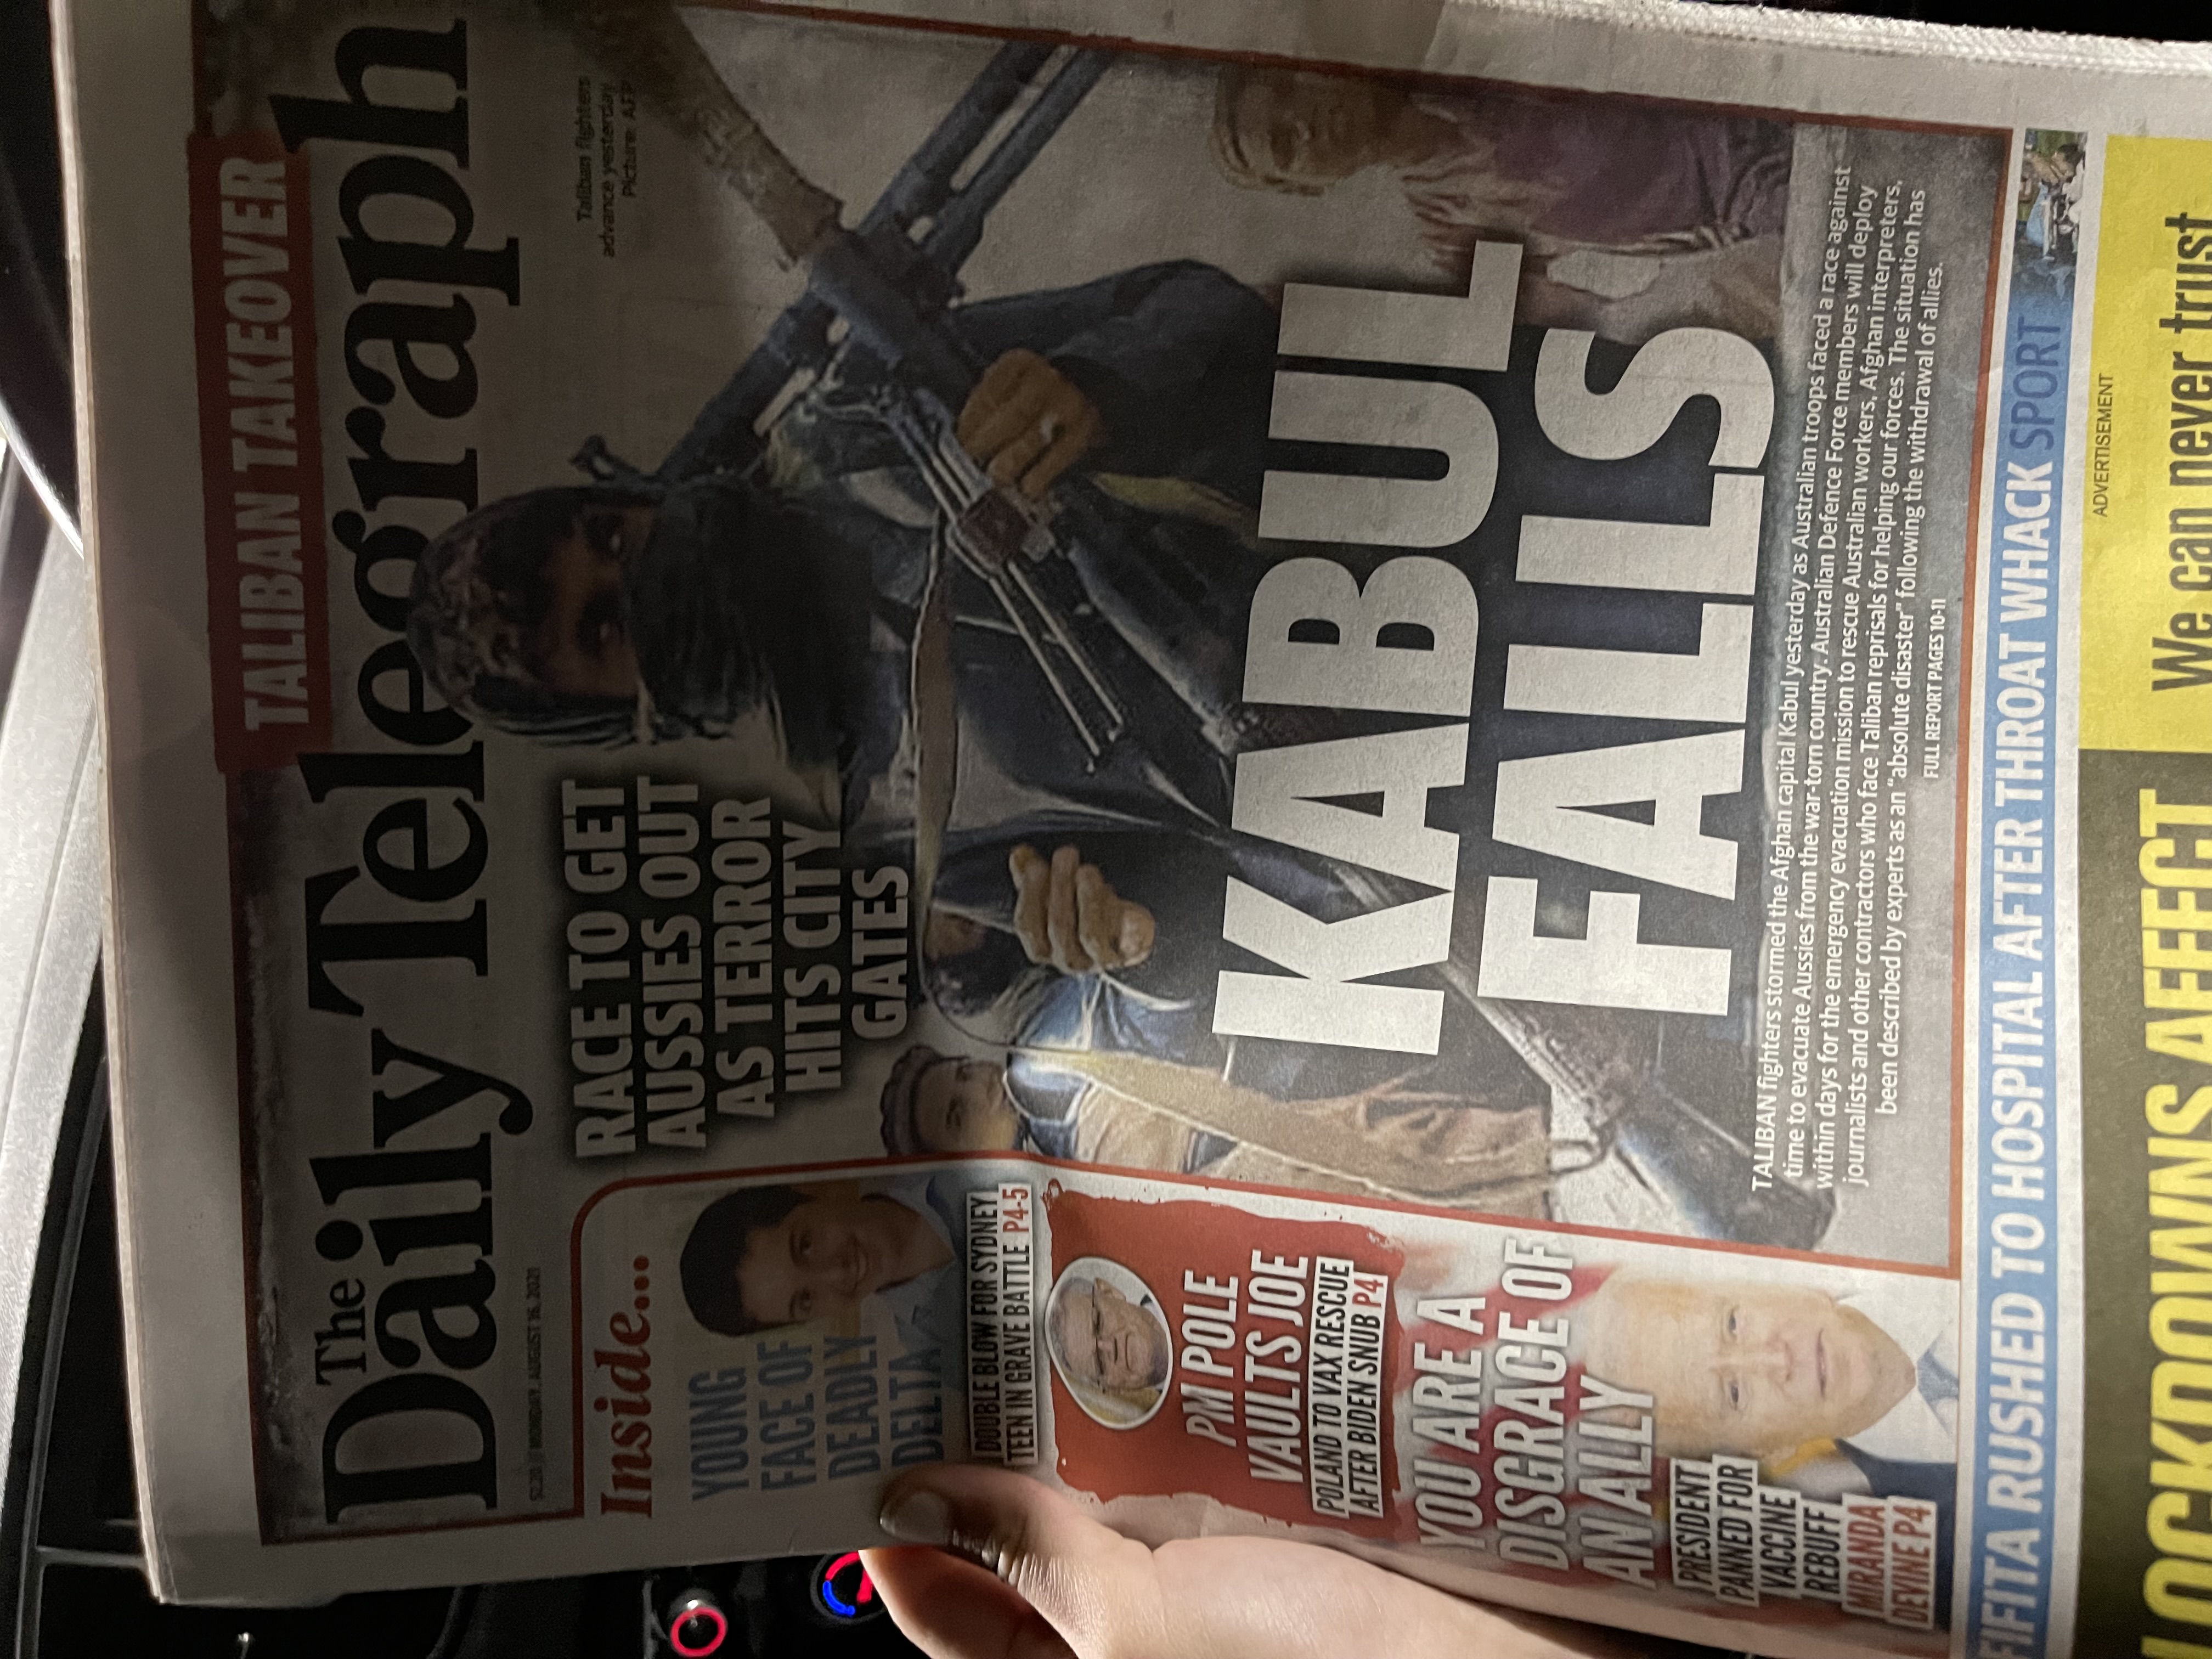 TALIBAN TAKEOVER
The
Daily Telegraph
$2.20 // MONDAY, AUGUST 16, 2021
Inside...
YOUNG
FACE OF
DEADLY
DELTA
DOUBLE BLOW FOR SYDNEY
TEEN IN GRAVE BATTLE P4-5
PM POLE
VAULTS JOE
POLAND TO VAX RESCUE
AFTER BIDEN SNUB P4
YOU ARE A
DISGRACE OF
AN ALLY
PRESIDENT
PANNED FOR
VACCINE
REBUFF
MIRANDA
DEVINE P4
RACE TO GET
AUSSIES OUT
AS TERROR
HITS CITY
GATES
Taliban fighters
advance yesterday.
Picture: AFP
KABUL
FALLS
TALIBAN fighters stormed the Afghan capital Kabul yesterday as Australian troops faced a race against
time to evacuate Aussies from the war-torn country. Australian Defence Force members will deploy
within days for the emergency evacuation mission to rescue Australian workers, Afghan interpreters,
journalists and other contractors who face Taliban reprisals for helping our forces. The situation has
been described by experts as an “absolute disaster” following the withdrawal of allies.
FULL REPORT PAGES 10-11
FIFITA RUSHED TO HOSPITAL AFTER THROAT WHACK SPORT
ADVERTISEMENT
LOCKDOWNS AFFECT
We can never trust